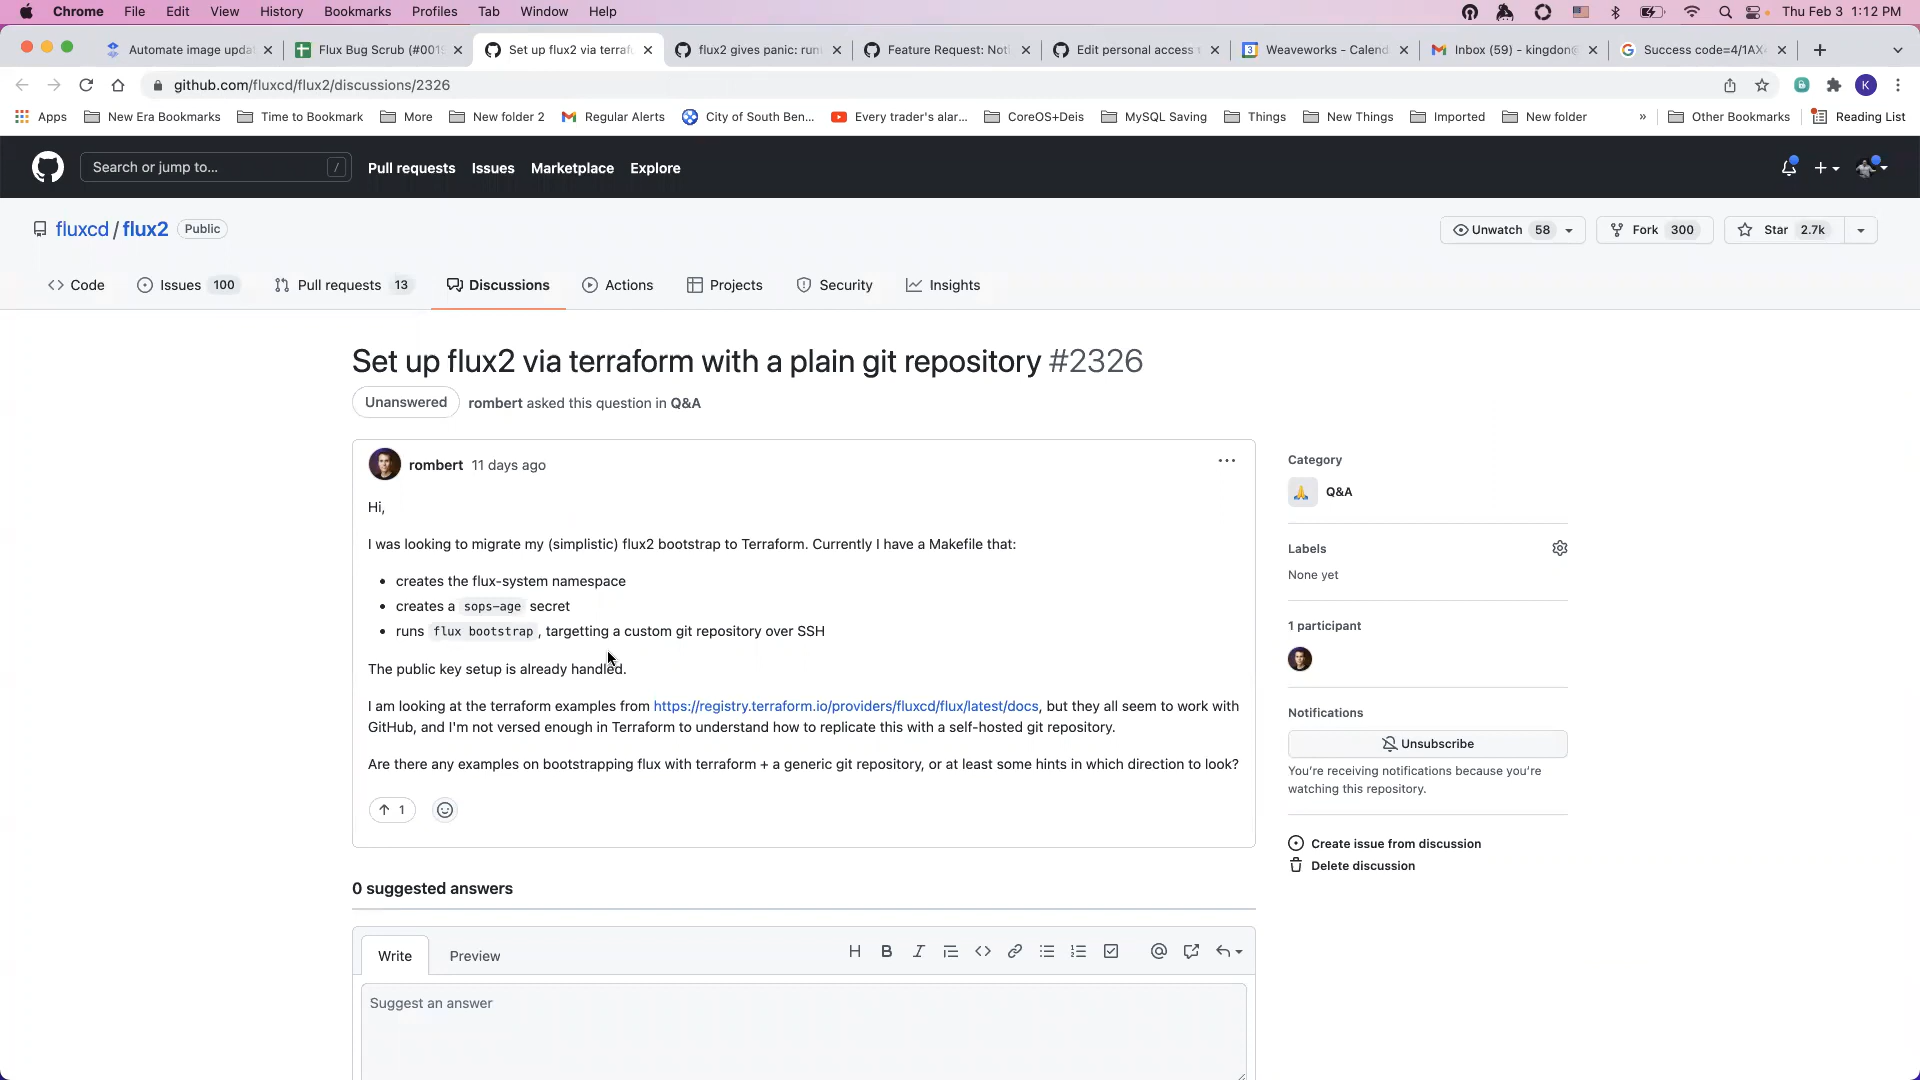 Chrome File Edit View History Bookmarks Profiles Tab Window Help Thu Feb 3 1:12 PM
Automate image upda Flux Bug Scrub (#001 Set up flux2 via terraf flux2 gives panic: run Feature Request: Not Edit personal access Weaveworks - Calend Inbox (59) - kingdon@ Success code=4/1AX
github.com/fluxcd/flux2/discussions/2326 K
Apps New Era Bookmarks Time to Bookmark More New folder 2 Regular Alerts City of South Ben... Every trader's alar... CoreOS+Deis MySQL Saving Things New Things Imported New folder » Other Bookmarks Reading List
Search or jump to... / Pull requests Issues Marketplace Explore
fluxcd / flux2 Public Unwatch 58 Fork 300 Star 2.7k
Code Issues 100 Pull requests 13 Discussions Actions Projects Security Insights
Set up flux2 via terraform with a plain git repository #2326
Unanswered rombert asked this question in Q&A
rombert 11 days ago
Hi,
I was looking to migrate my (simplistic) flux2 bootstrap to Terraform. Currently I have a Makefile that:
• creates the flux-system namespace
• creates a sops-age secret
• runs flux bootstrap , targetting a custom git repository over SSH
The public key setup is already handled.
I am looking at the terraform examples from https://registry.terraform.io/providers/fluxcd/flux/latest/docs, but they all seem to work with
GitHub, and I'm not versed enough in Terraform to understand how to replicate this with a self-hosted git repository.
Are there any examples on bootstrapping flux with terraform + a generic git repository, or at least some hints in which direction to look?
1
0 suggested answers
Write Preview
Suggest an answer
Category
Q&A
Labels
None yet
1 participant
Notifications
Unsubscribe
You're receiving notifications because you're
watching this repository.
Create issue from discussion
Delete discussion